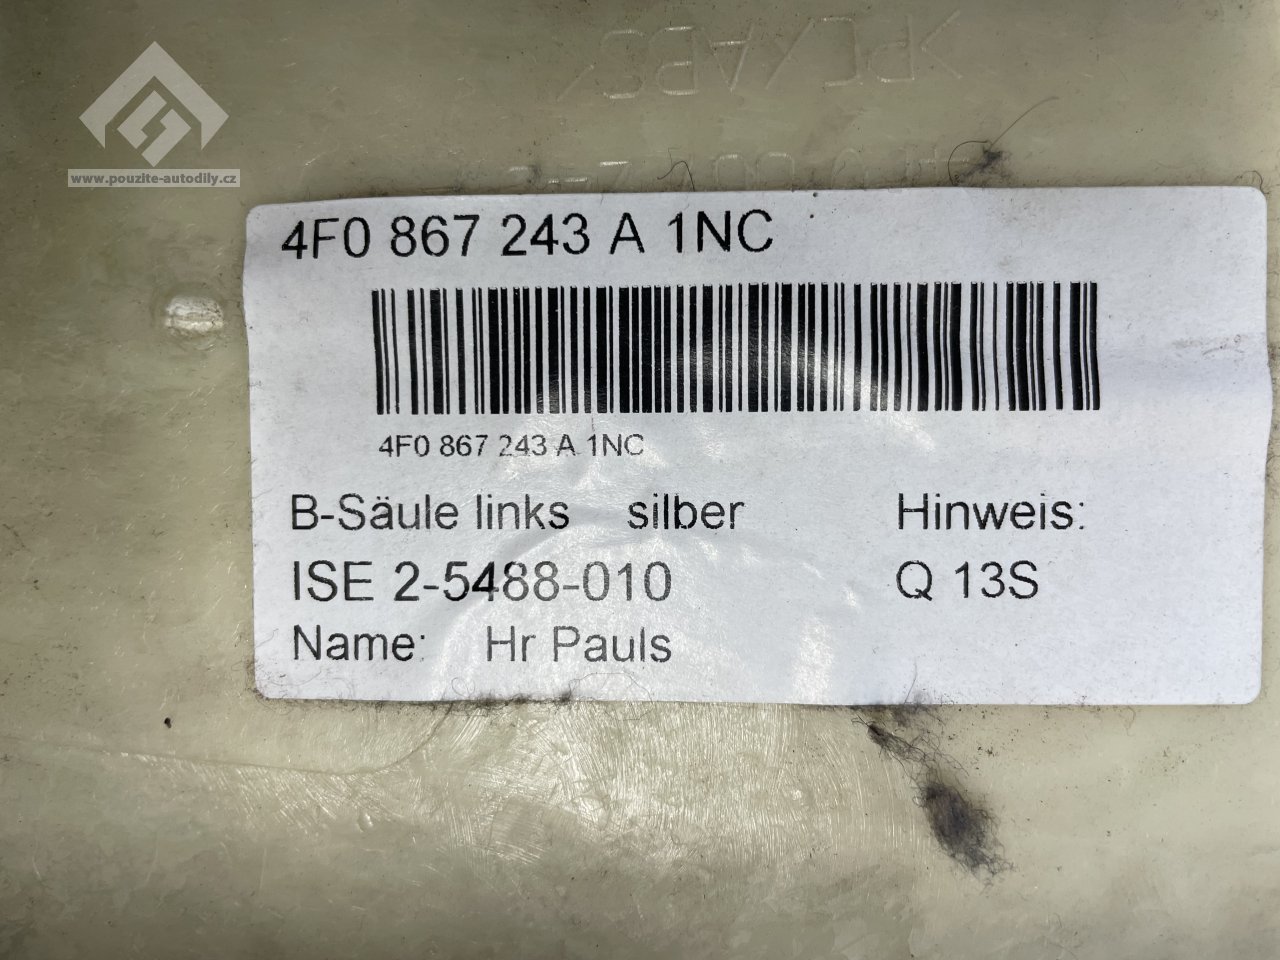 www.pouzite-autodily.cz
4F0 867 243 A 1NC
4F0 867 243 A 1NC
B-Säule links silber Hinweis:
ISE 2-5488-010 Q 13S
Name: Hr Pauls